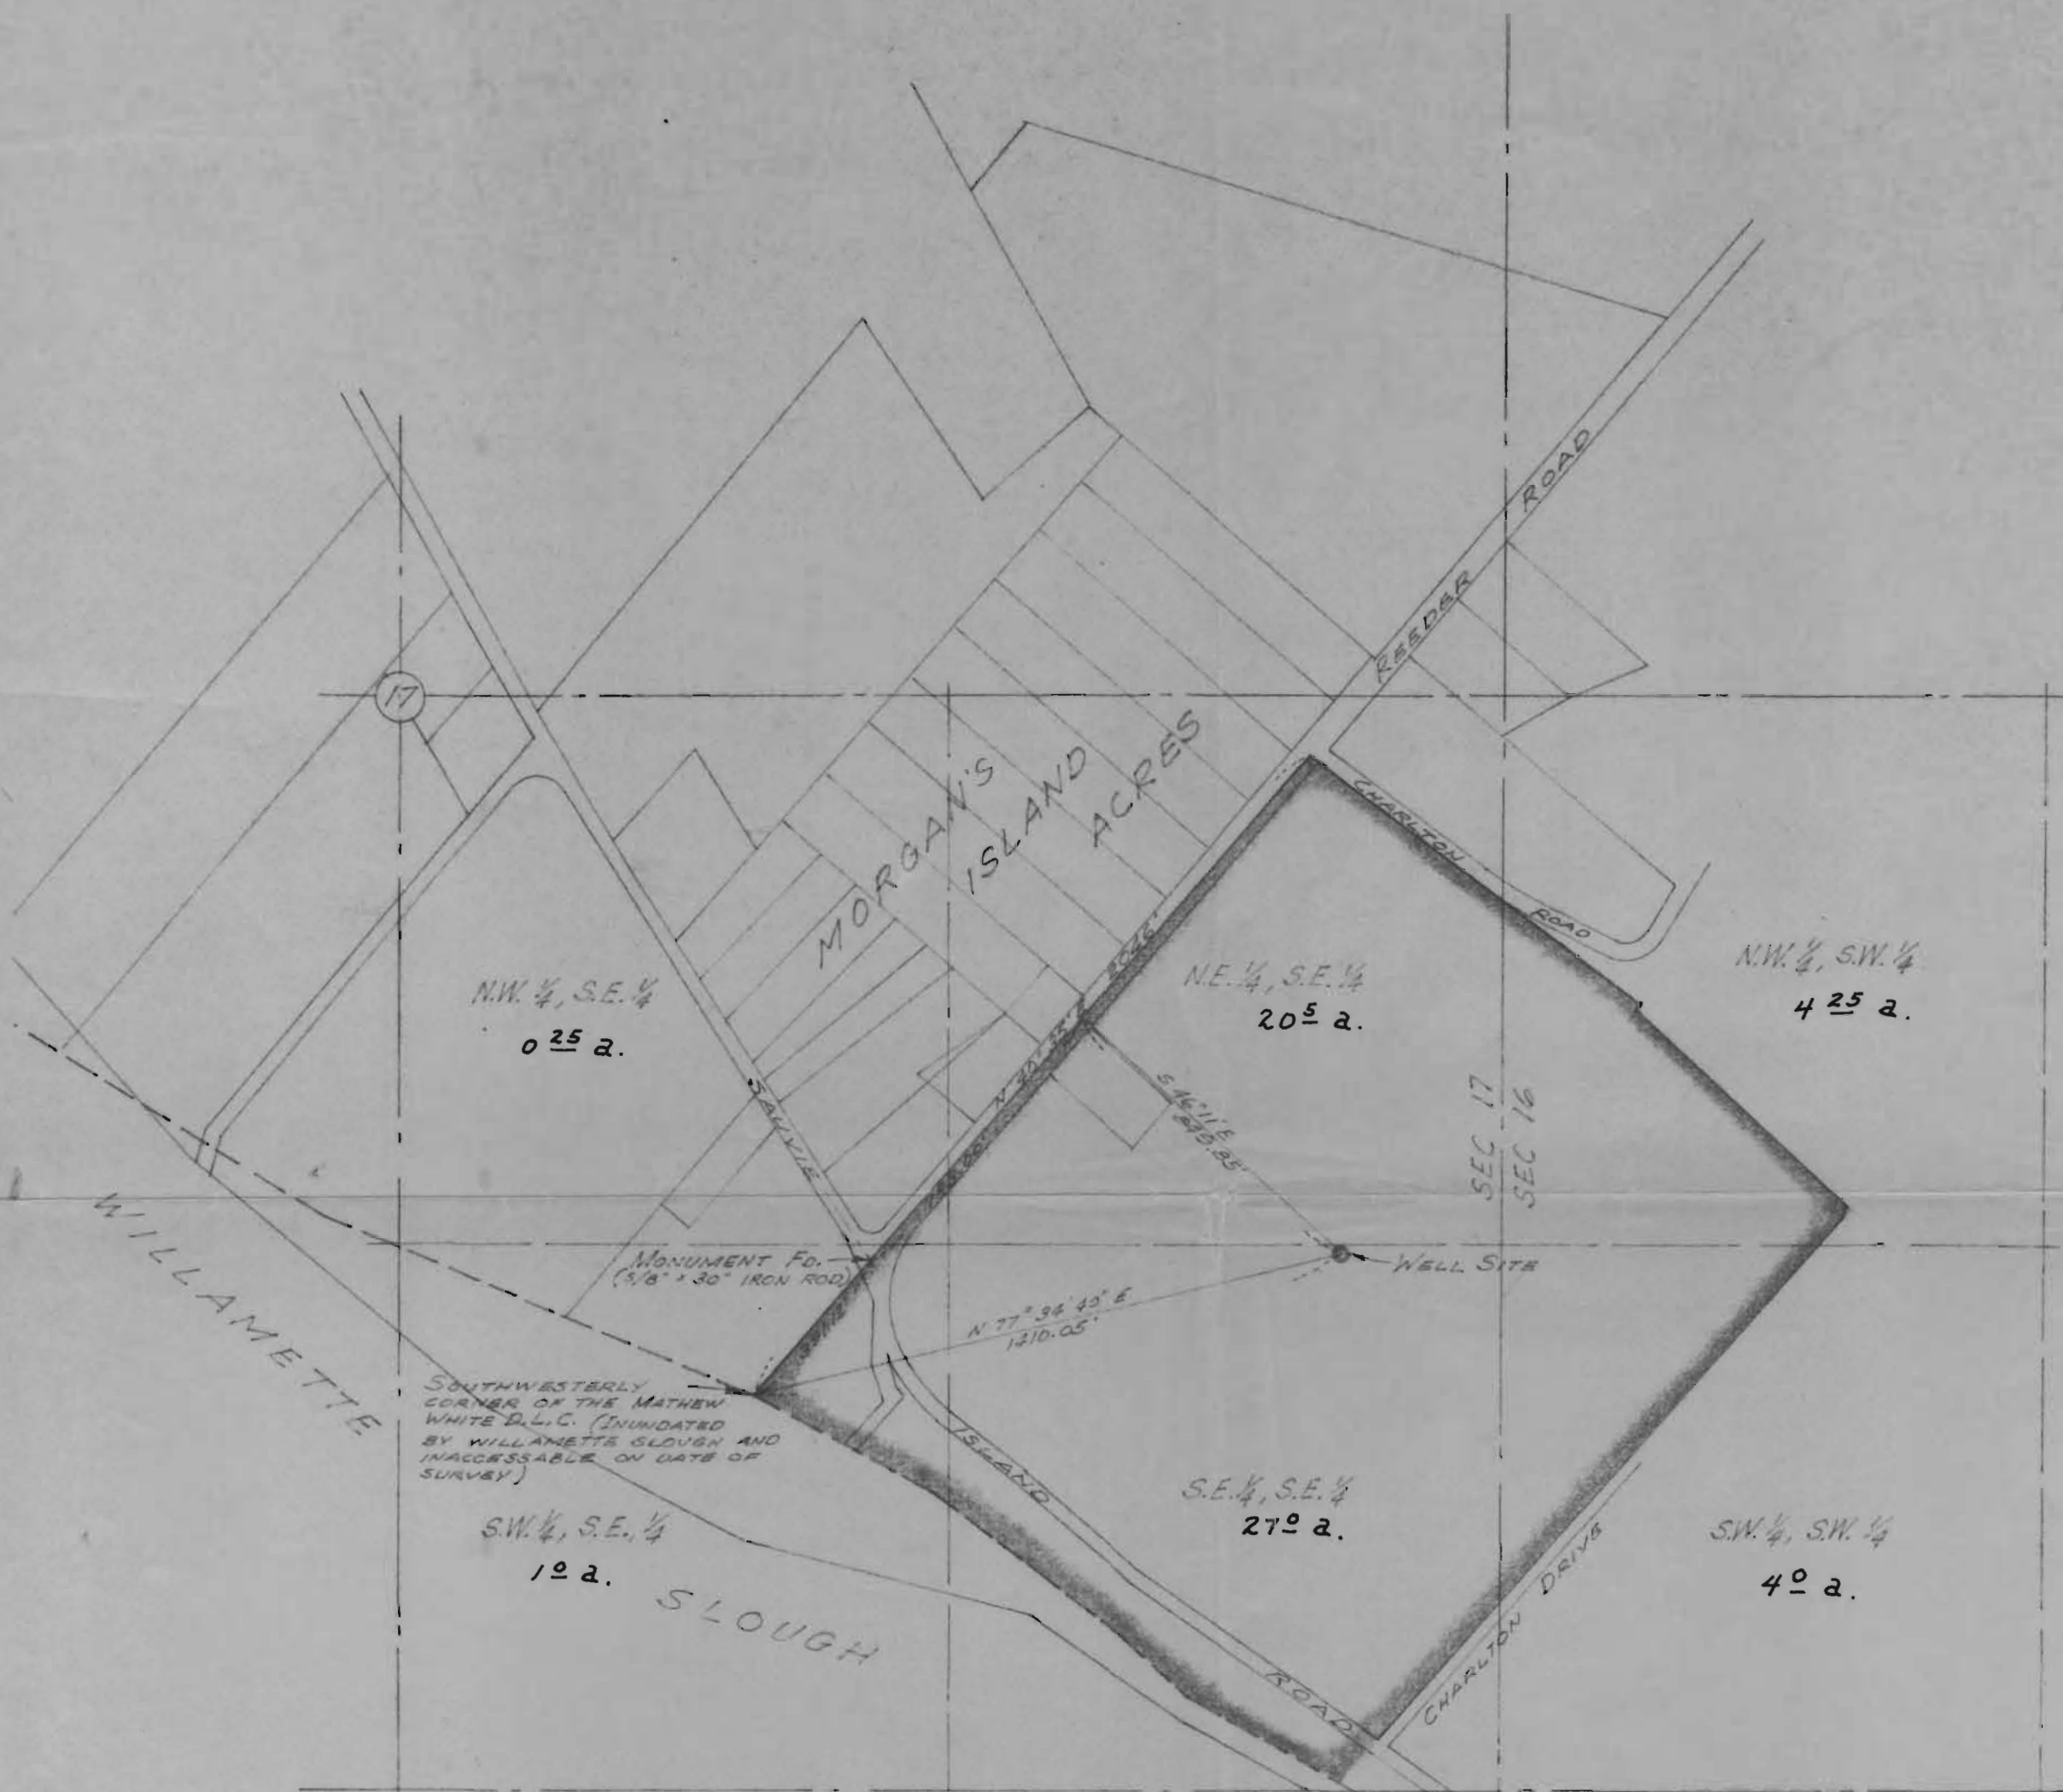 REEDER ROAD
17
MORGAN'S
ISLAND
ACRES
CHARLTON
ROAD
N.W. ¼, S.E. ¼
0 25 a.
N.E. ¼, S.E. ¼
20 5 a.
N.W. ¼, S.W. ¼
4 25 a.
2046'
SAUVIE
S 46° 11' E
SEC 17
SEC 16
WILLAMETTE
MONUMENT FD.
(5/8" x 30" IRON ROD)
WELL SITE
N 77° 34' 45" E
1410.05'
SOUTHWESTERLY
CORNER OF THE MATHEW
WHITE D.L.C. (INUNDATED
BY WILLAMETTE SLOUGH AND
INACCESSABLE ON DATE OF
SURVEY)
ISLAND
ROAD
S.W. ¼, S.E. ¼
1 0 a.
S.E. ¼, S.E. ¼
27 0 a.
S.W. ¼, S.W. ¼
4 0 a.
SLOUGH
CHARLTON DRIVE